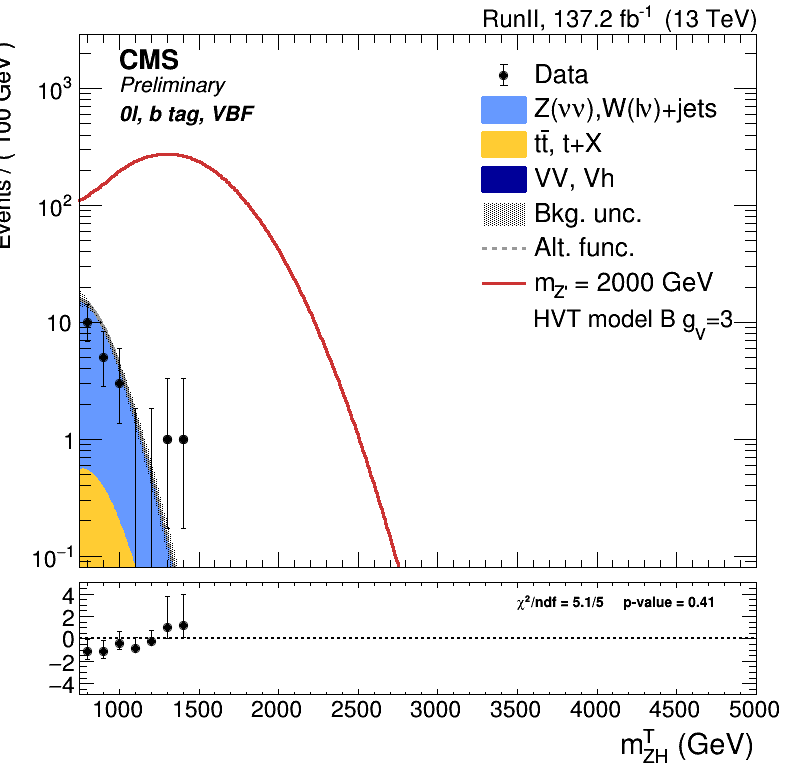 RunII, 137.2 fb⁻¹ (13 TeV)
CMS
Preliminary
0l, b tag, VBF
Data
Z(νν),W(lν)+jets
tt̄, t+X
VV, Vh
Bkg. unc.
Alt. func.
m_Z' = 2000 GeV
HVT model B g_V=3
Events / ( 100 GeV )
10³
10²
10
1
10⁻¹
χ²/ndf = 5.1/5 p-value = 0.41
4
2
0
−2
−4
1000 1500 2000 2500 3000 3500 4000 4500 5000
m^T_ZH (GeV)